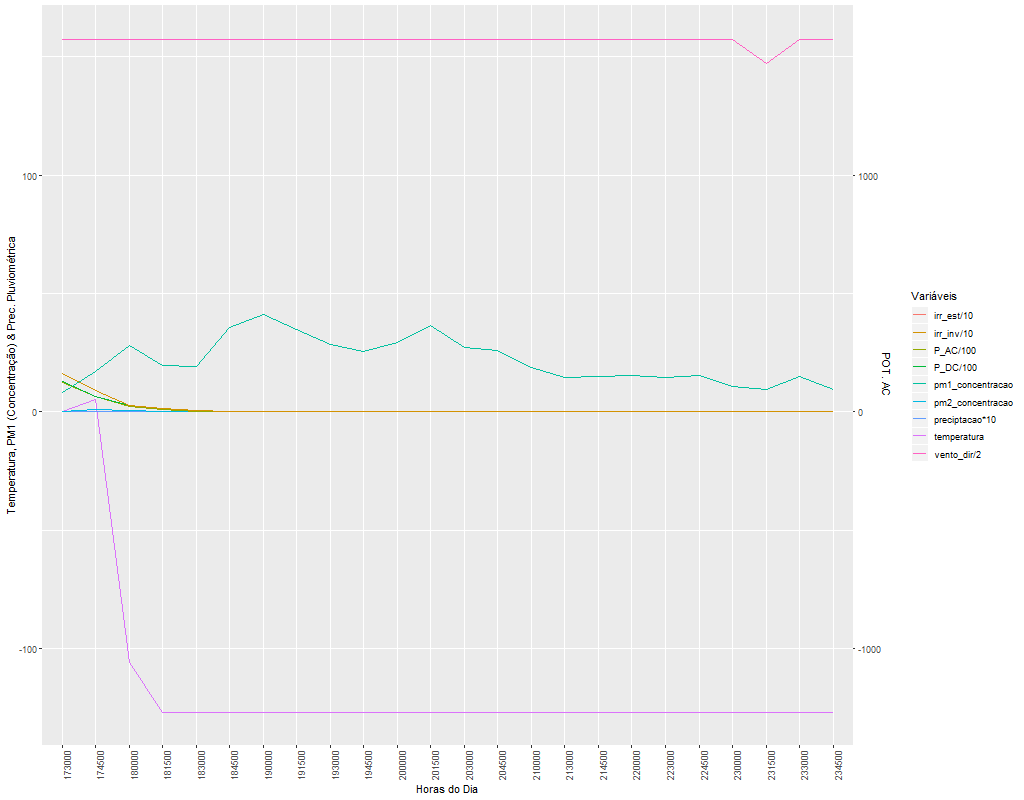 Temperatura, PM1 (Concentração) & Prec. Pluviométrica
100
0
-100
1000
0
-1000
POT_AC
173000
174500
180000
181500
183000
184500
190000
191500
193000
194500
200000
201500
203000
204500
210000
213000
214500
220000
223000
224500
230000
231500
233000
234500
Horas do Dia
Variáveis
irr_est/10
irr_inv/10
P_AC/100
P_DC/100
pm1_concentracao
pm2_concentracao
preciptacao*10
temperatura
vento_dir/2